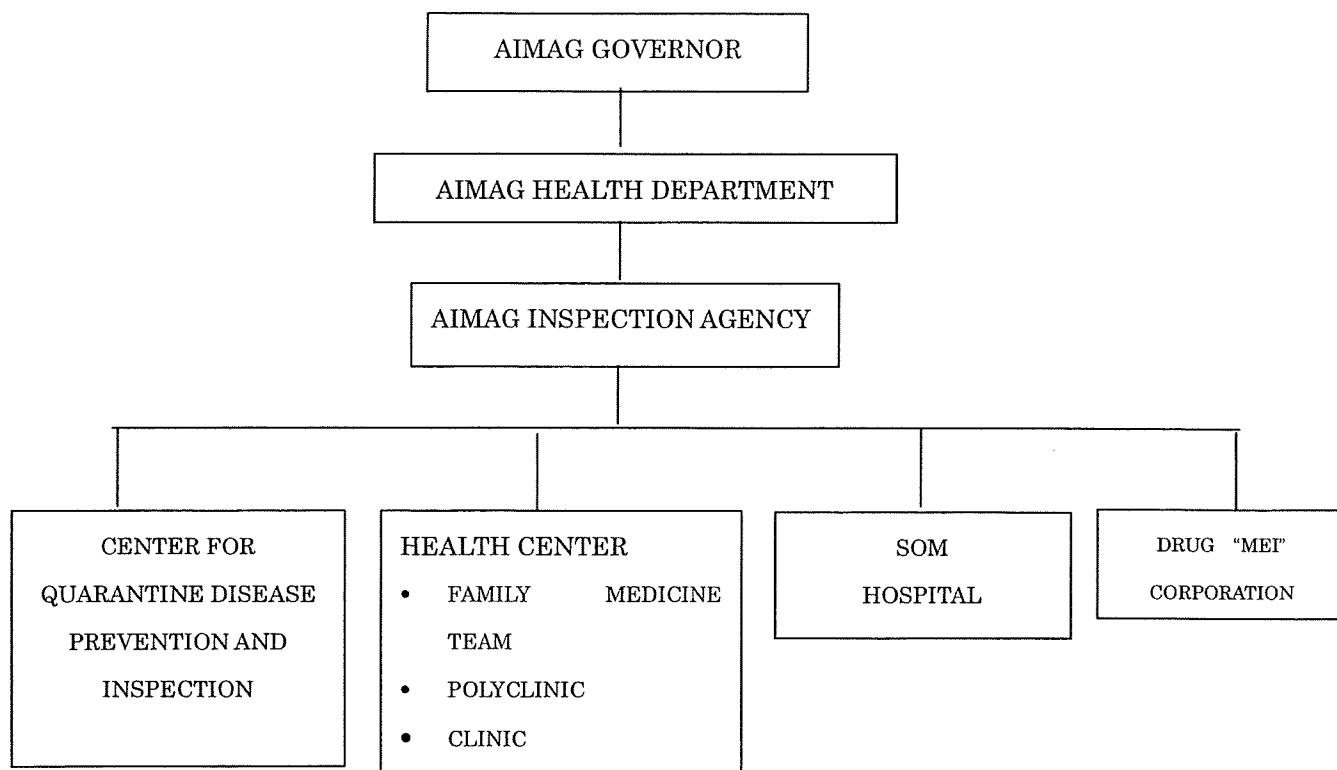 AIMAG GOVERNOR
AIMAG HEALTH DEPARTMENT
AIMAG INSPECTION AGENCY
CENTER FOR
QUARANTINE DISEASE
PREVENTION AND
INSPECTION
HEALTH CENTER
• FAMILY MEDICINE
TEAM
• POLYCLINIC
• CLINIC
SOM
HOSPITAL
DRUG “MEI”
CORPORATION